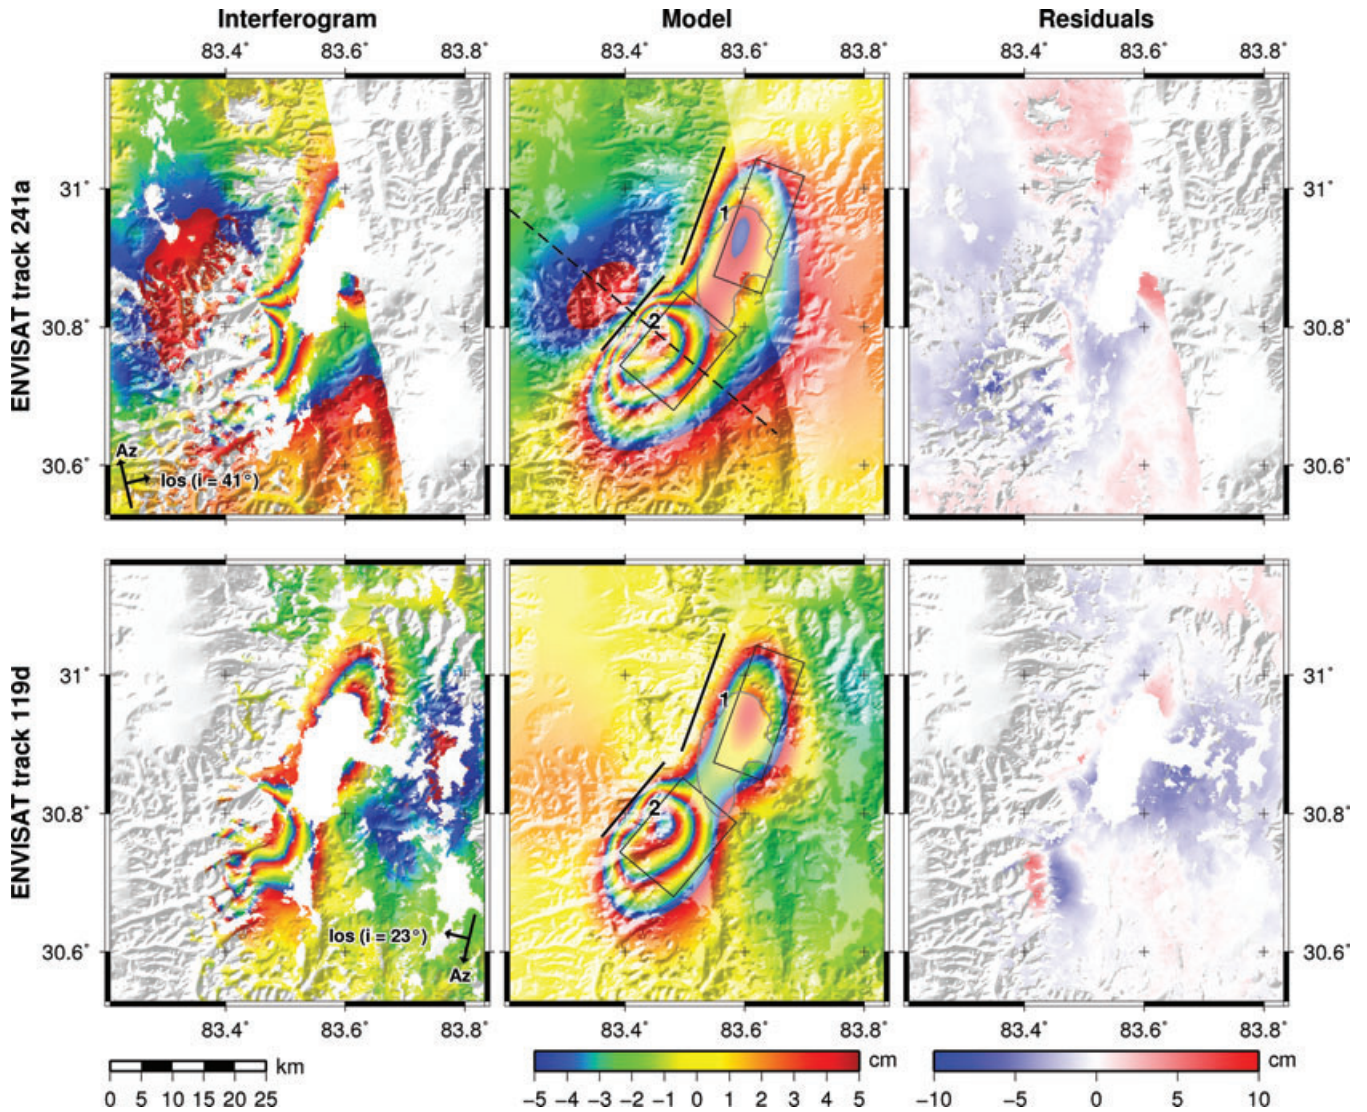 Interferogram Model Residuals
83.4° 83.6° 83.8° 83.4° 83.6° 83.8° 83.4° 83.6° 83.8°
ENVISAT track 241a
31° 31°
30.8° 30.8°
30.6° 30.6°
1
2
Az
los (i = 41°)
ENVISAT track 119d
31° 31°
30.8° 30.8°
30.6° 30.6°
1
2
los (i = 23°)
Az
83.4° 83.6° 83.8° 83.4° 83.6° 83.8° 83.4° 83.6° 83.8°
km cm cm
0 5 10 15 20 25 -5 -4 -3 -2 -1 0 1 2 3 4 5 -10 -5 0 5 10